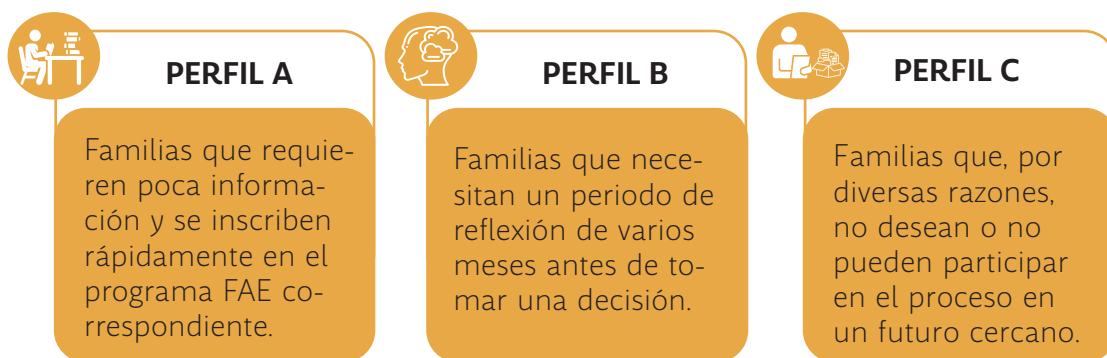 PERFIL A
Familias que requie-
ren poca informa-
ción y se inscriben
rápidamente en el
programa FAE co-
rrespondiente.
PERFIL B
Familias que nece-
sitan un periodo de
reflexión de varios
meses antes de to-
mar una decisión.
PERFIL C
Familias que, por
diversas razones,
no desean o no
pueden participar
en el proceso en
un futuro cercano.